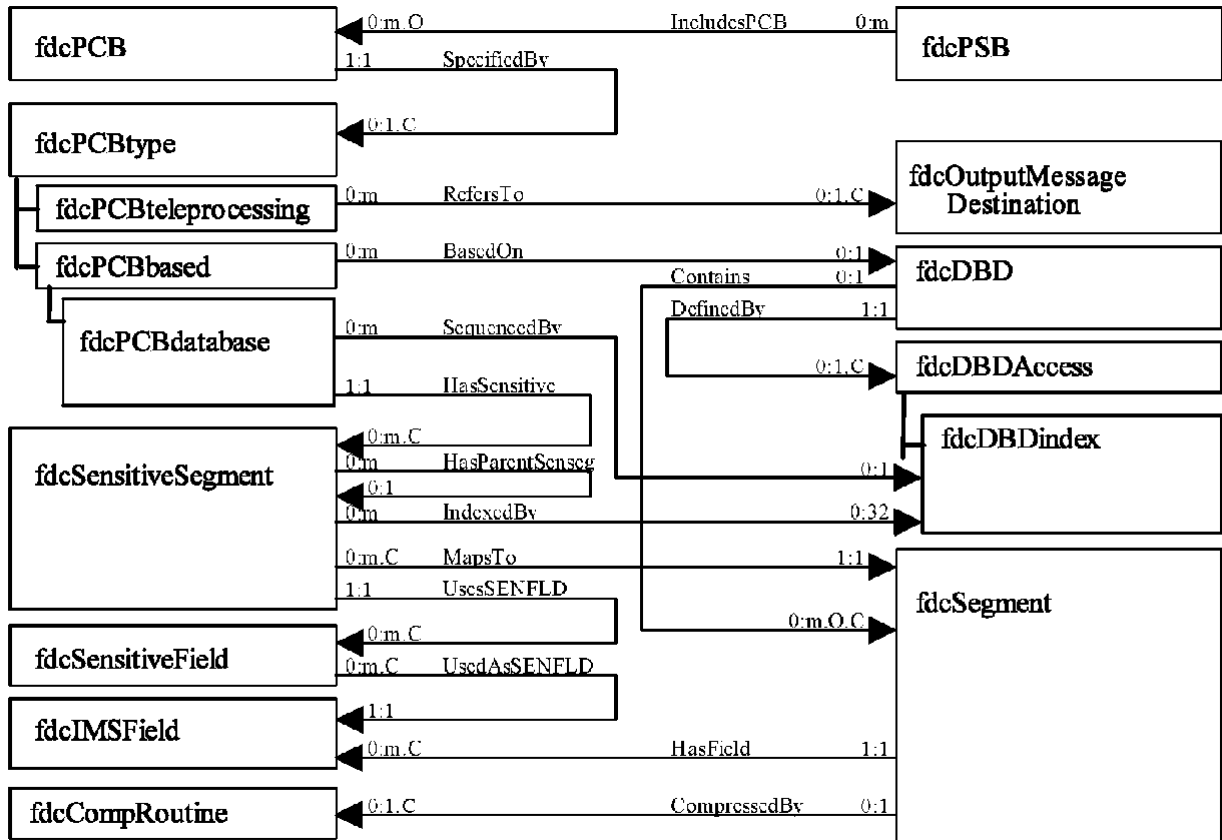 fdcPCB
0:m.O IncludesPCB 0:m
fdcPSB
1:1 SpecifiedBy
0:1.C
fdcPCBtype
fdcPCBteleprocessing
0:m RefersTo 0:1.C
fdcOutputMessage
Destination
fdcPCBbased
0:m BasedOn 0:1
fdcDBD
Contains 0:1
DefinedBy 1:1
fdcPCBdatabase
0:m SequencedBy
0:1.C
fdcDBDAccess
1:1 HasSensitive
0:m.C
fdcDBDindex
fdcSensitiveSegment
0:m HasParentSenseg
0:1
0:1
0:m IndexedBy 0:32
0:m.C MapsTo 1:1
1:1 UsesSENFLD
fdcSegment
0:m.O.C
0:m.C
fdcSensitiveField
0:m.C UsedAsSENFLD
1:1
fdcIMSField
0:m.C HasField 1:1
fdcCompRoutine
0:1.C CompressedBy 0:1